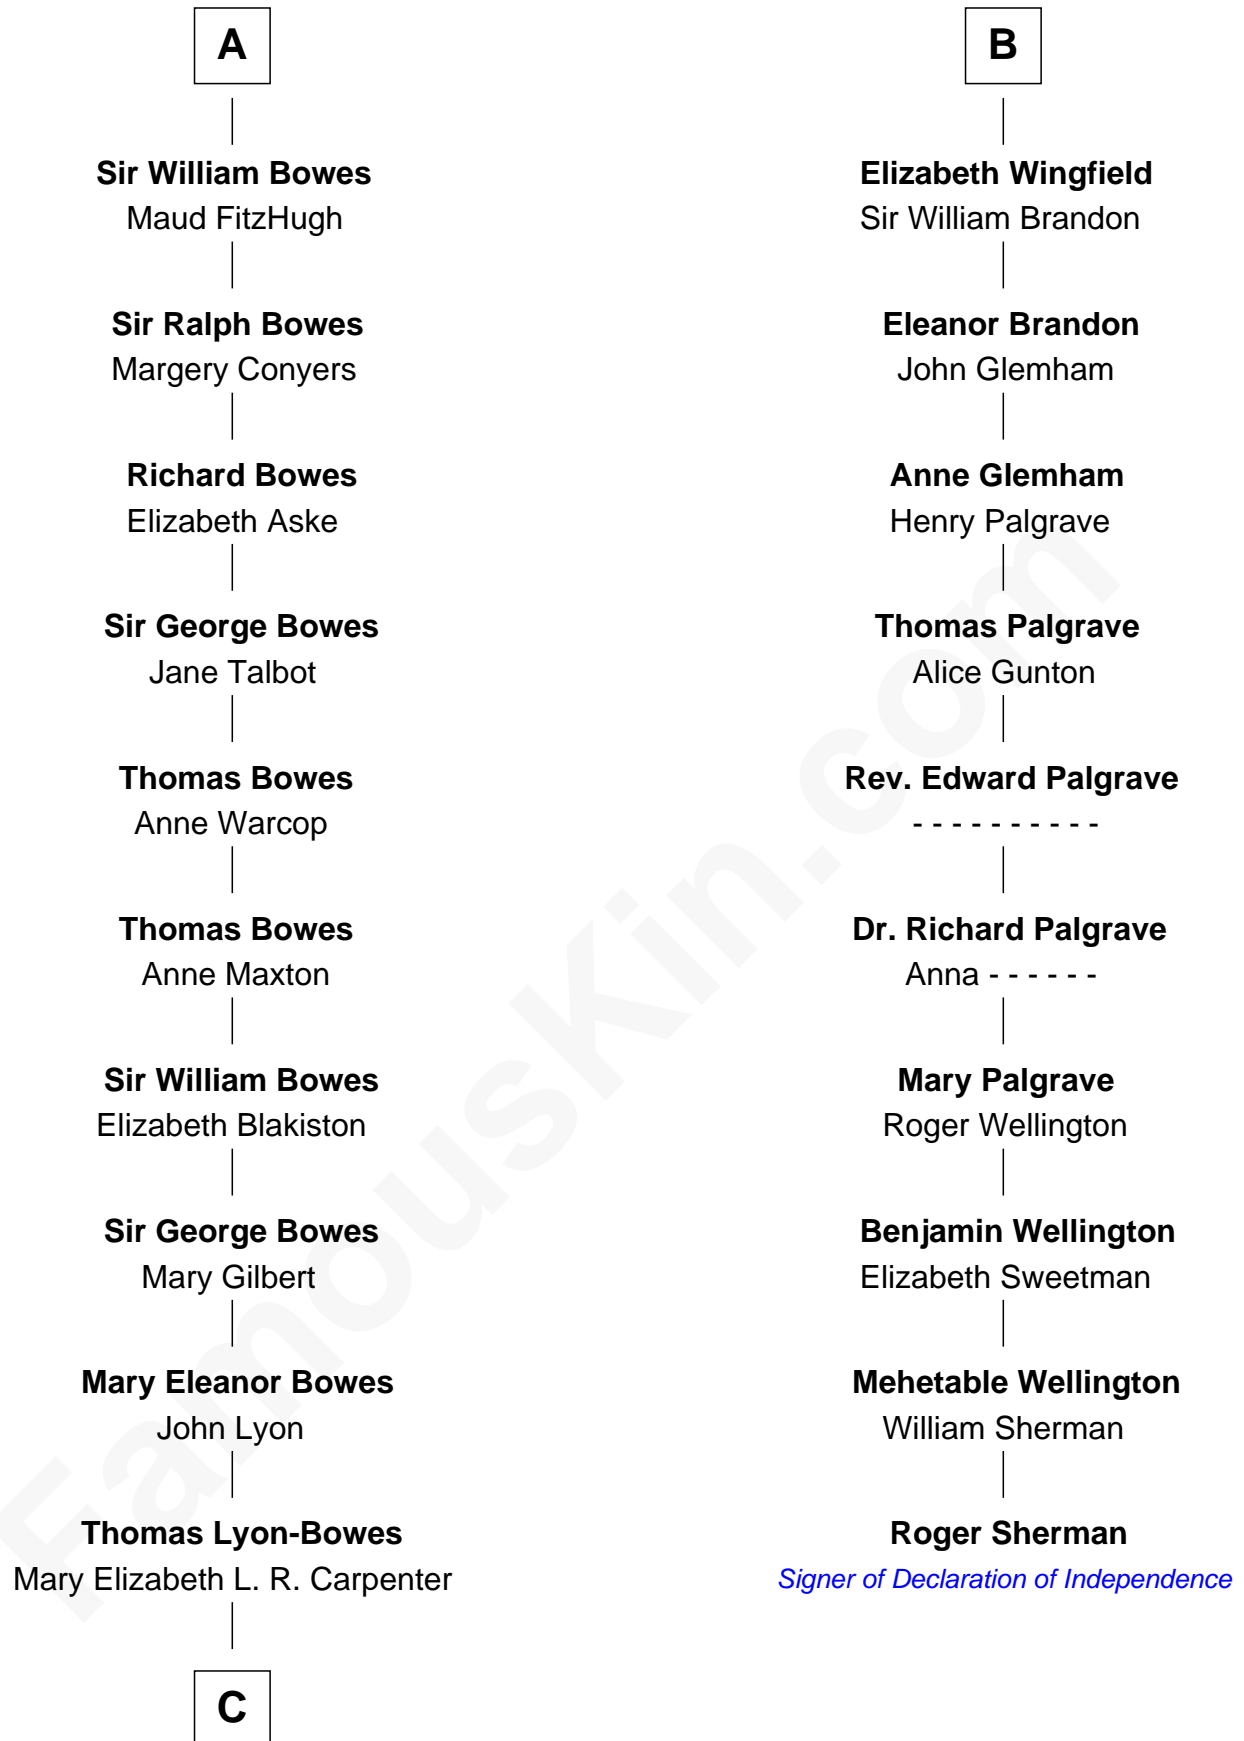 A
Sir William Bowes
Maud FitzHugh
Sir Ralph Bowes
Margery Conyers
Richard Bowes
Elizabeth Aske
Sir George Bowes
Jane Talbot
Thomas Bowes
Anne Warcop
Thomas Bowes
Anne Maxton
Sir William Bowes
Elizabeth Blakiston
Sir George Bowes
Mary Gilbert
Mary Eleanor Bowes
John Lyon
Thomas Lyon-Bowes
Mary Elizabeth L. R. Carpenter
C
B
Elizabeth Wingfield
Sir William Brandon
Eleanor Brandon
John Glemham
Anne Glemham
Henry Palgrave
Thomas Palgrave
Alice Gunton
Rev. Edward Palgrave
- - - - - - - - - -
Dr. Richard Palgrave
Anna - - - - - -
Mary Palgrave
Roger Wellington
Benjamin Wellington
Elizabeth Sweetman
Mehetable Wellington
William Sherman
Roger Sherman
Signer of Declaration of Independence
FamousKin.com